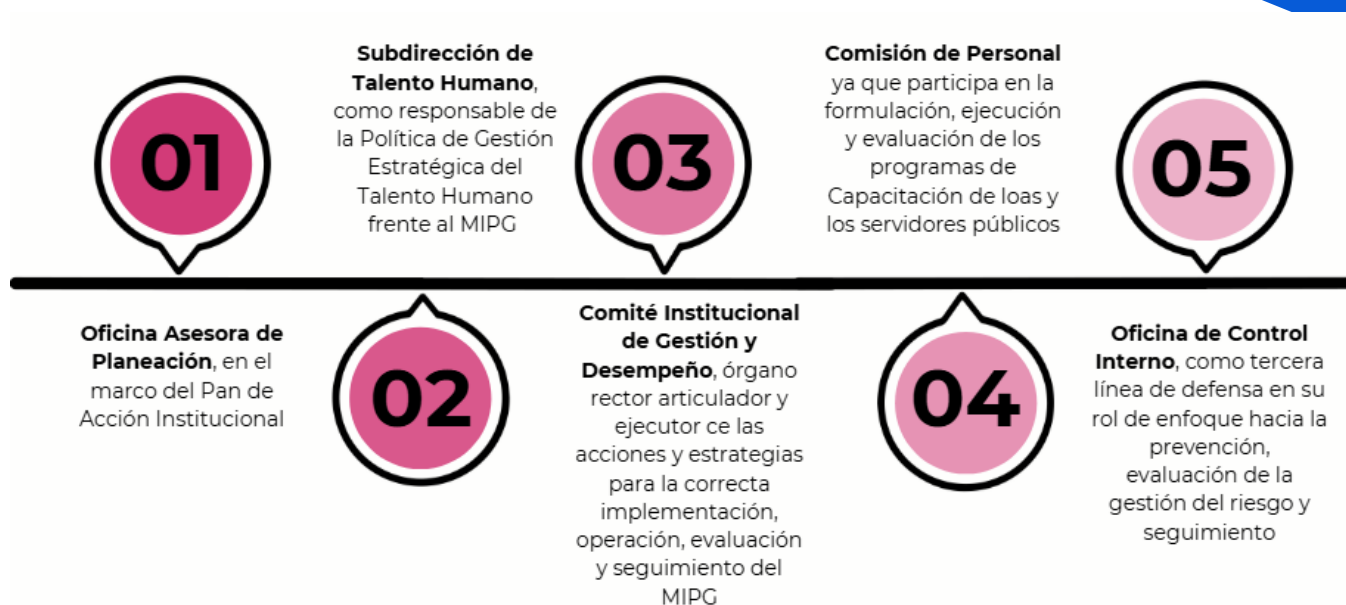 01
Oficina Asesora de
Planeación, en el
marco del Pan de
Acción Institucional
02
Subdirección de
Talento Humano,
como responsable de
la Política de Gestión
Estratégica del
Talento Humano
frente al MIPG
03
Comité Institucional
de Gestión y
Desempeño, órgano
rector articulador y
ejecutor ce las
acciones y estrategias
para la correcta
implementación,
operación, evaluación
y seguimiento del
MIPG
04
Comisión de Personal
ya que participa en la
formulación, ejecución
y evaluación de los
programas de
Capacitación de loas y
los servidores públicos
05
Oficina de Control
Interno, como tercera
línea de defensa en su
rol de enfoque hacia la
prevención,
evaluación de la
gestión del riesgo y
seguimiento